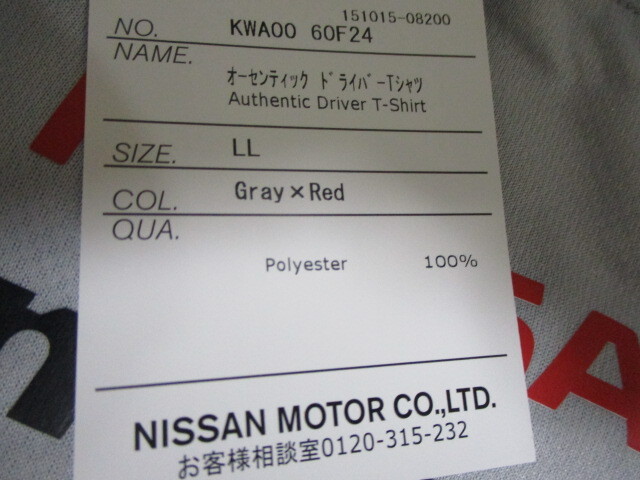 151015-08200
NO. KWA00 60F24
NAME.
ｵｰｾﾝﾃｨｯｸ ﾄﾞﾗｲﾊﾞｰTｼｬﾂ
Authentic Driver T-Shirt
SIZE. LL
COL. Gray×Red
QUA.
Polyester 100%
NISSAN MOTOR CO.,LTD.
お客様相談室0120-315-232
SA